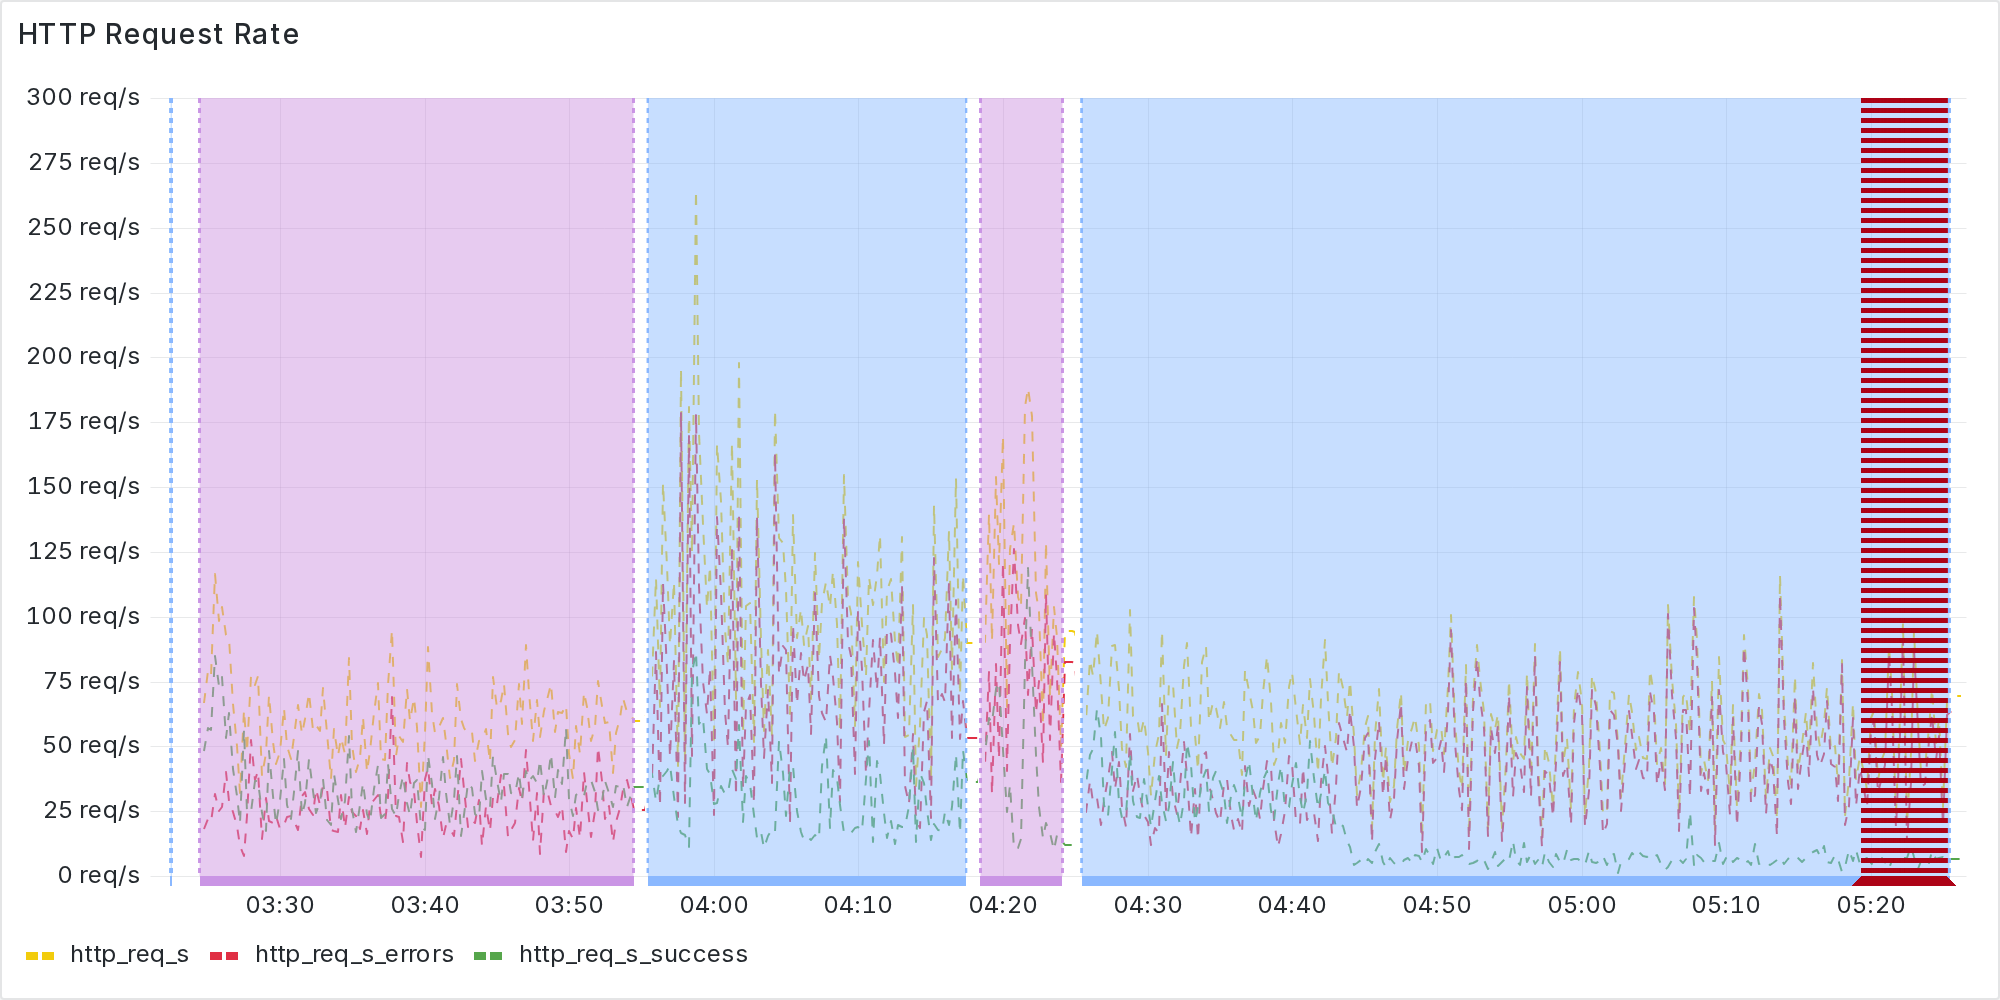 HTTP Request Rate
300 req/s
275 req/s
250 req/s
225 req/s
200 req/s
175 req/s
150 req/s
125 req/s
100 req/s
75 req/s
50 req/s
25 req/s
0 req/s
03:30 03:40 03:50 04:00 04:10 04:20 04:30 04:40 04:50 05:00 05:10 05:20
http_req_s http_req_s_errors http_req_s_success